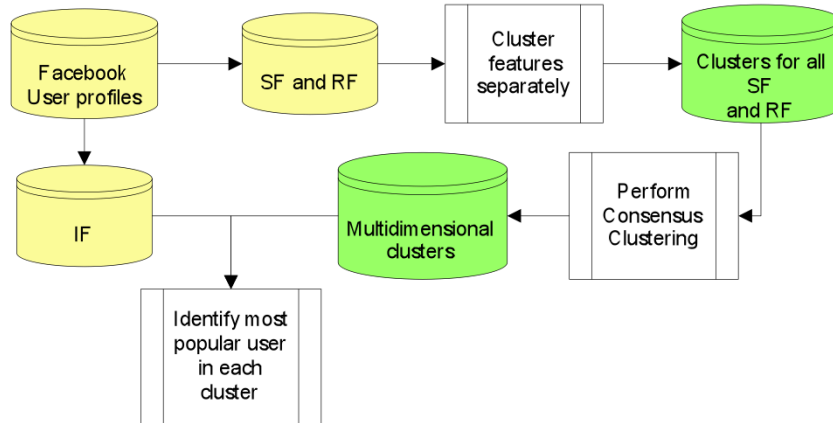 Facebook
User profiles
SF and RF
Cluster
features
separately
Clusters for all
SF
and RF
IF
Multidimensional
clusters
Perform
Consensus
Clustering
Identify most
popular user
in each
cluster